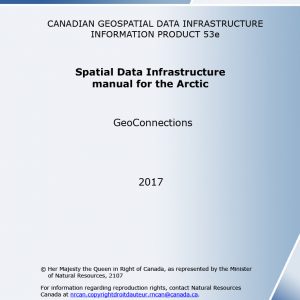 CANADIAN GEOSPATIAL DATA INFRASTRUCTURE
INFORMATION PRODUCT 53e
Spatial Data Infrastructure
manual for the Arctic
GeoConnections
2017
© Her Majesty the Queen in Right of Canada, as represented by the Minister
of Natural Resources, 2107
For information regarding reproduction rights, contact Natural Resources
Canada at nrcan.copyrightdroitdauteur.rncan@canada.ca.